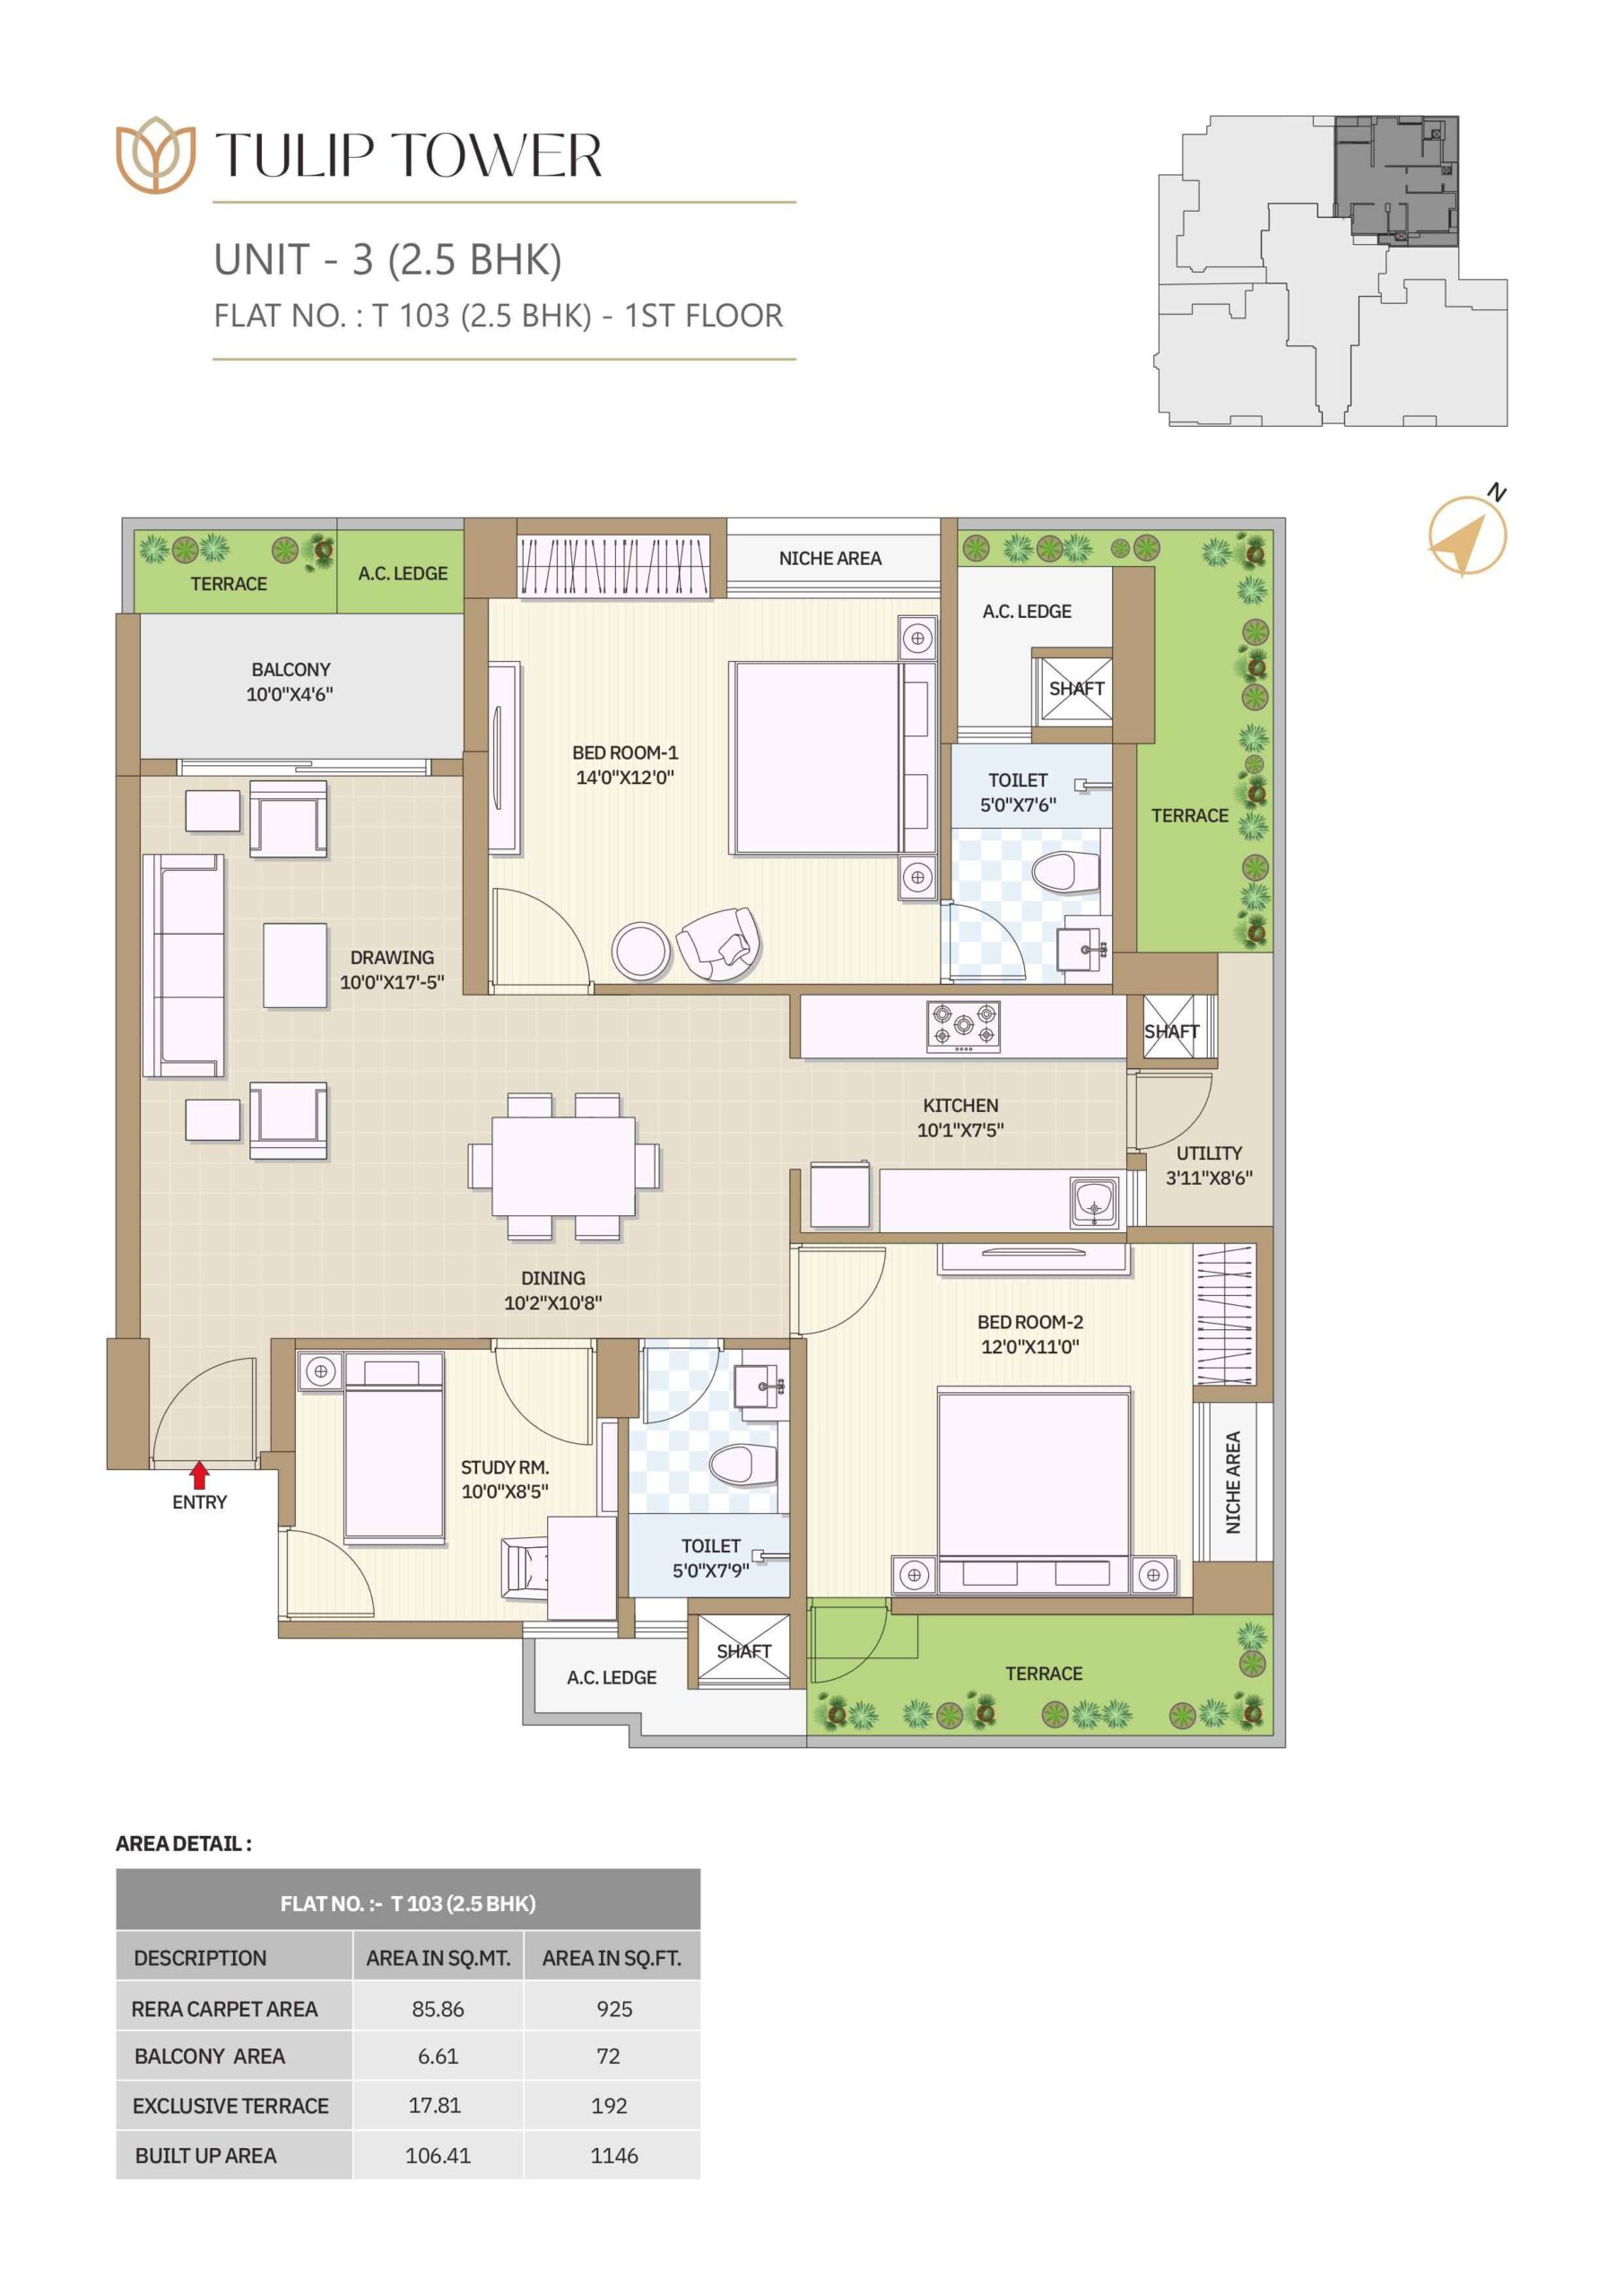 TULIP TOWER
UNIT - 3 (2.5 BHK)
FLAT NO. : T 103 (2.5 BHK) - 1ST FLOOR
N
TERRACE
A.C. LEDGE
NICHE AREA
A.C. LEDGE
SHAFT
BALCONY
10'0"X4'6"
BED ROOM-1
14'0"X12'0"
TOILET
5'0"X7'6"
TERRACE
DRAWING
10'0"X17'-5"
SHAFT
KITCHEN
10'1"X7'5"
UTILITY
3'11"X8'6"
DINING
10'2"X10'8"
BED ROOM-2
12'0"X11'0"
STUDY RM.
10'0"X8'5"
NICHE AREA
ENTRY
TOILET
5'0"X7'9"
SHAFT
A.C. LEDGE
TERRACE
AREA DETAIL :
FLAT NO. :- T 103 (2.5 BHK)
DESCRIPTION AREA IN SQ.MT. AREA IN SQ.FT.
RERA CARPET AREA 85.86 925
BALCONY AREA 6.61 72
EXCLUSIVE TERRACE 17.81 192
BUILT UP AREA 106.41 1146